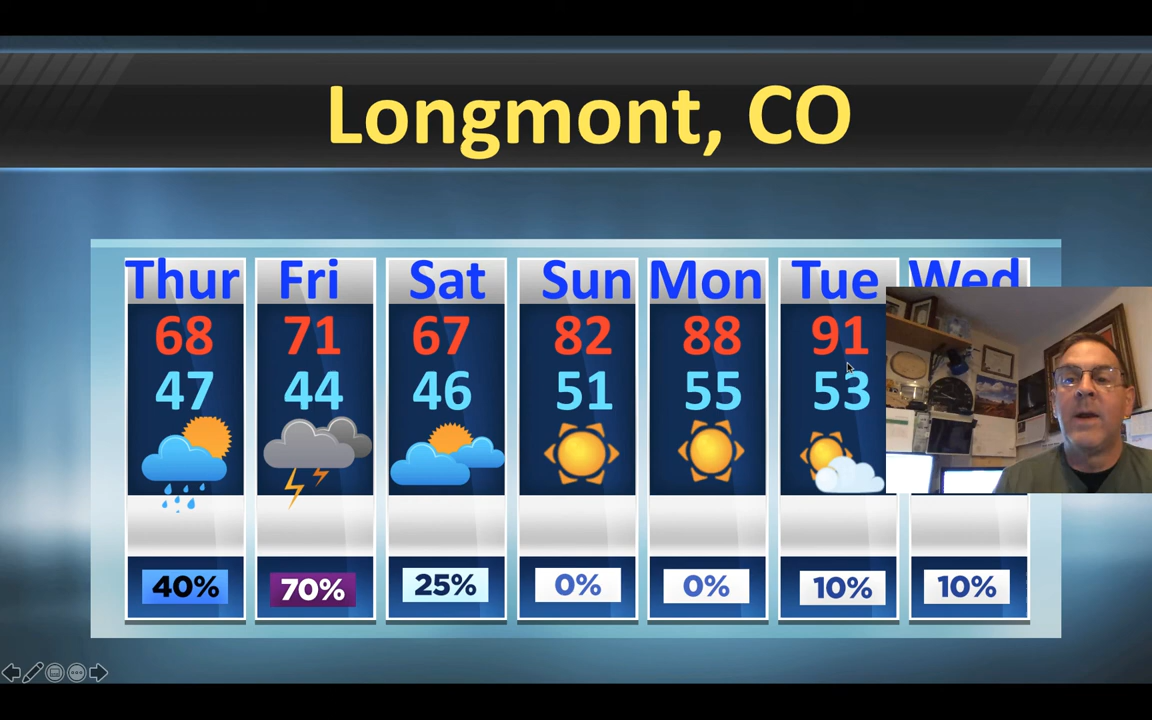 Longmont, CO
Thur Fri Sat Sun Mon Tue Wed
68 71 67 82 88 91
47 44 46 51 55 53
40% 70% 25% 0% 0% 10% 10%